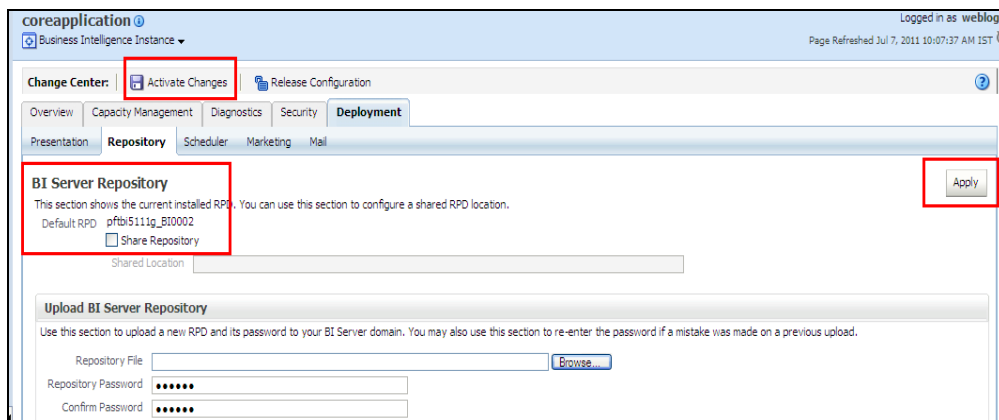 coreapplication
Logged in as weblog
Business Intelligence Instance
Page Refreshed Jul 7, 2011 10:07:37 AM IST
Change Center: Activate Changes Release Configuration
Overview Capacity Management Diagnostics Security Deployment
Presentation Repository Scheduler Marketing Mail
BI Server Repository
Apply
This section shows the current installed RPD. You can use this section to configure a shared RPD location.
Default RPD pftbi5111g_BI0002
Share Repository
Shared Location
Upload BI Server Repository
Use this section to upload a new RPD and its password to your BI Server domain. You may also use this section to re-enter the password if a mistake was made on a previous upload.
Repository File Browse...
Repository Password ••••••
Confirm Password ••••••